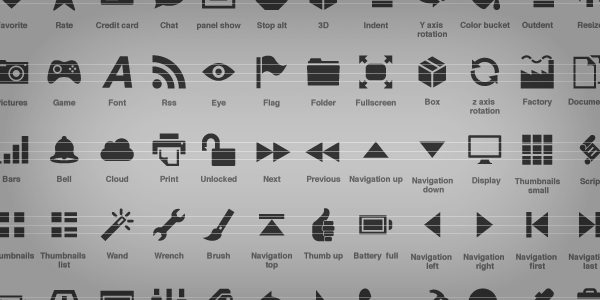 avorite Rate Credit card Chat panel show Stop alt 3D Indent Y axis Color bucket Outdent Resize
rotation
ictures Game Font Rss Eye Flag Folder Fullscreen Box z axis Factory Docume
rotation
Bars Bell Cloud Print Unlocked Next Previous Navigation up Navigation Display Thumbnails Scrip
down small
umbnails Thumbnails Wand Wrench Brush Navigation Thumb up Battery full Navigation Navigation Navigation Navigati
list top left right first last